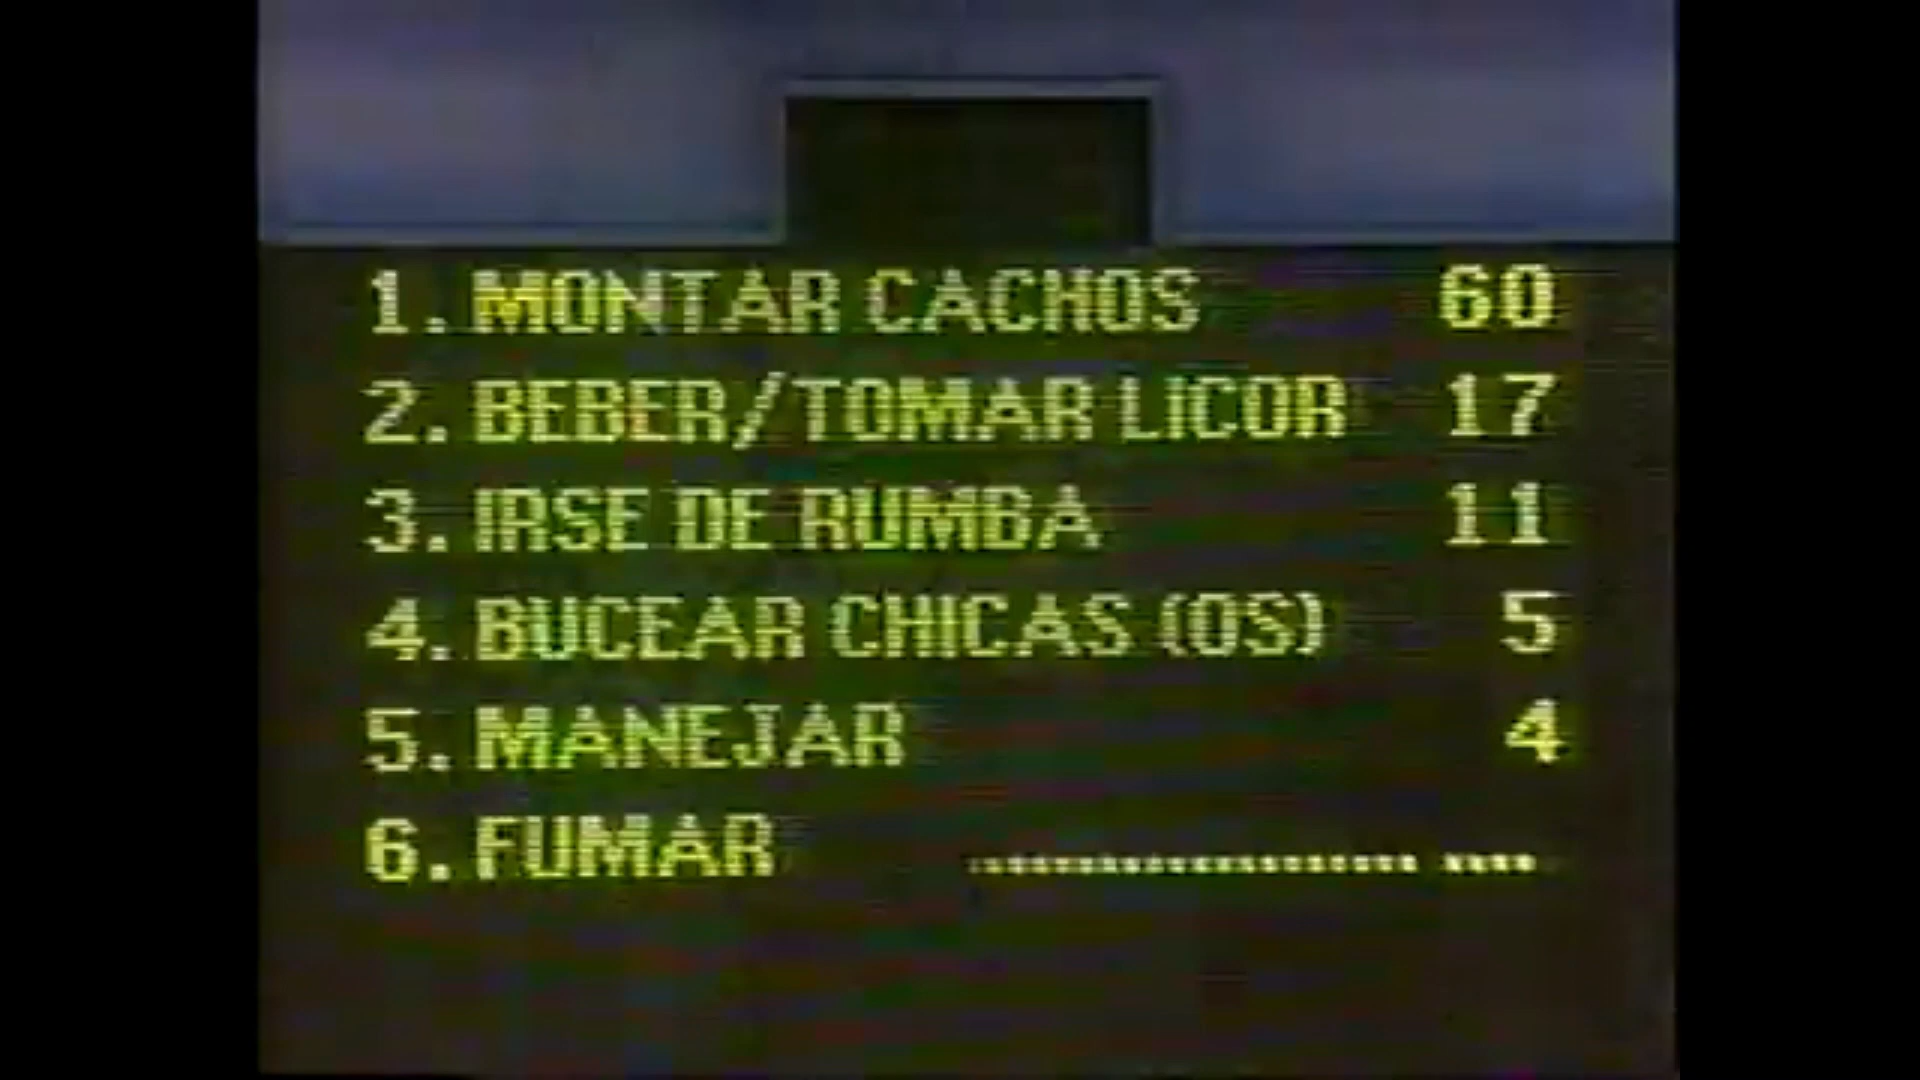 1. MONTAR CACHOS 60
2. BEBER/TOMAR LICOR 17
3. IRSE DE RUMBA 11
4. BUCEAR CHICAS (OS) 5
5. MANEJAR 4
6. FUMAR